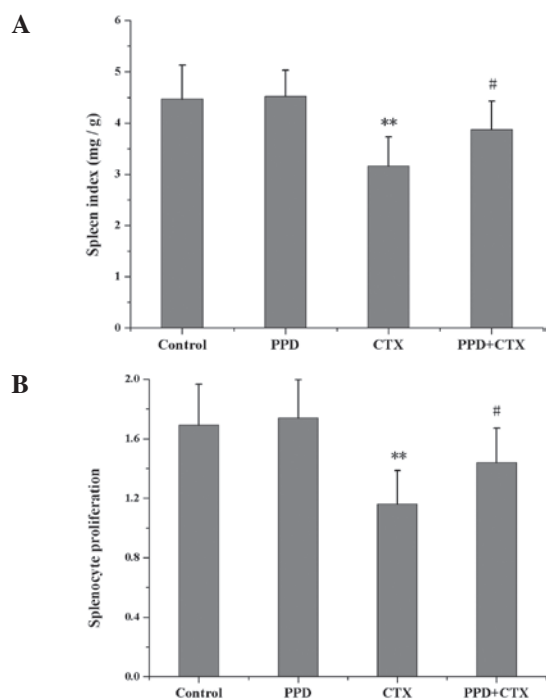 A
6
5
4
3
2
1
0
Spleen index (mg / g)
**
#
Control PPD CTX PPD+CTX
B
2.0
1.6
1.2
0.8
0.4
0.0
Splenocyte proliferation
**
#
Control PPD CTX PPD+CTX